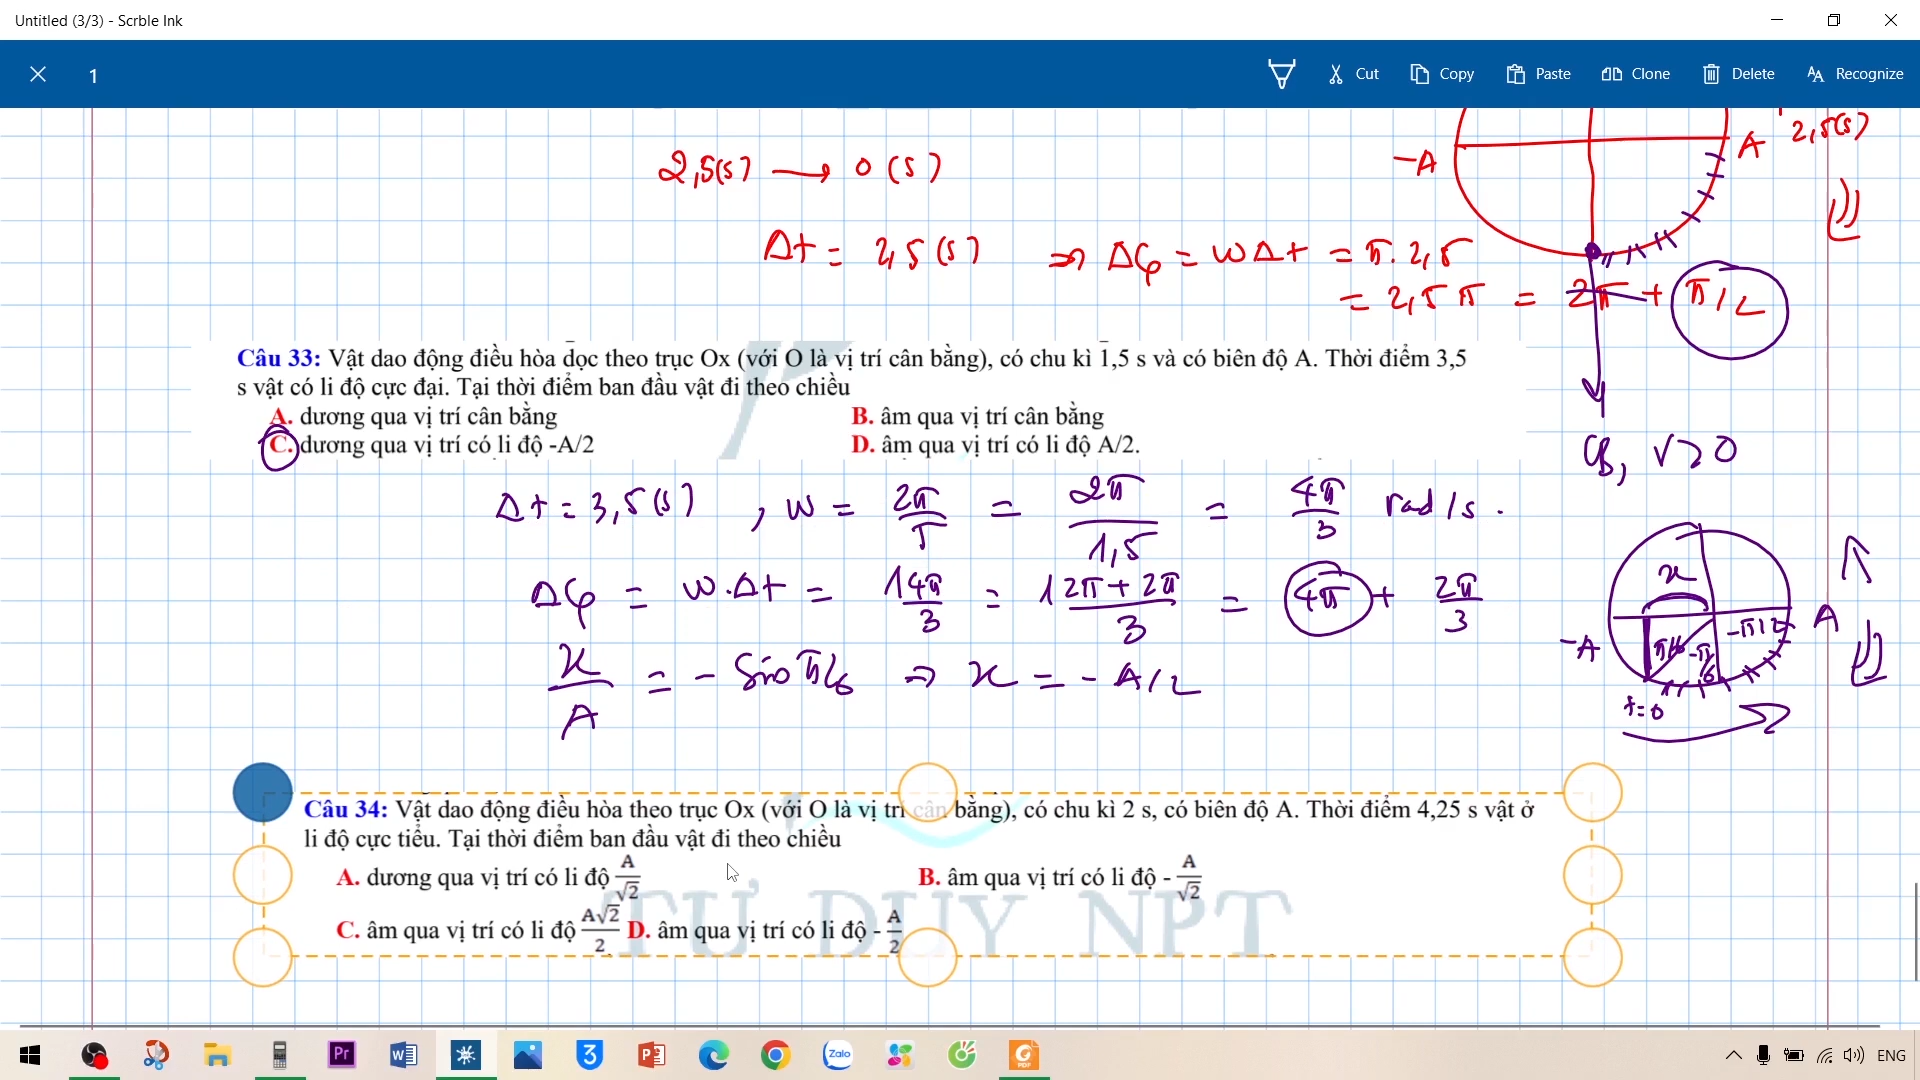 Untitled (3/3) - Scrble Ink
1
Cut Copy Paste Clone Delete Recognize
2,5(s) → 0 (s)
-A A 2,5(s)
Δt = 2,5(s) ⇒ Δφ = ωΔt = π.2,5
= 2,5π = 2π + π/2
Câu 33: Vật dao động điều hòa dọc theo trục Ox (với O là vị trí cân bằng), có chu kì 1,5 s và có biên độ A. Thời điểm 3,5
s vật có li độ cực đại. Tại thời điểm ban đầu vật đi theo chiều
A. dương qua vị trí cân bằng B. âm qua vị trí cân bằng
C. dương qua vị trí có li độ -A/2 D. âm qua vị trí có li độ A/2.
CB, v>0
Δt = 3,5(s) , ω = 2π/T = 2π/1,5 = 4π/3 rad/s .
Δφ = ω.Δt = 14π/3 = 12π+2π/3 = 4π + 2π/3
x
-A A
π/6 -π/6 -π/2
t=0
x/A = - Sin π/6 ⇒ x = - A/2
Câu 34: Vật dao động điều hòa theo trục Ox (với O là vị trí cân bằng), có chu kì 2 s, có biên độ A. Thời điểm 4,25 s vật ở
li độ cực tiểu. Tại thời điểm ban đầu vật đi theo chiều
A. dương qua vị trí có li độ A/√2 B. âm qua vị trí có li độ - A/√2
C. âm qua vị trí có li độ A√2/2 D. âm qua vị trí có li độ - A/2
TƯ DUY NPT
Pr Zalo PDF ENG